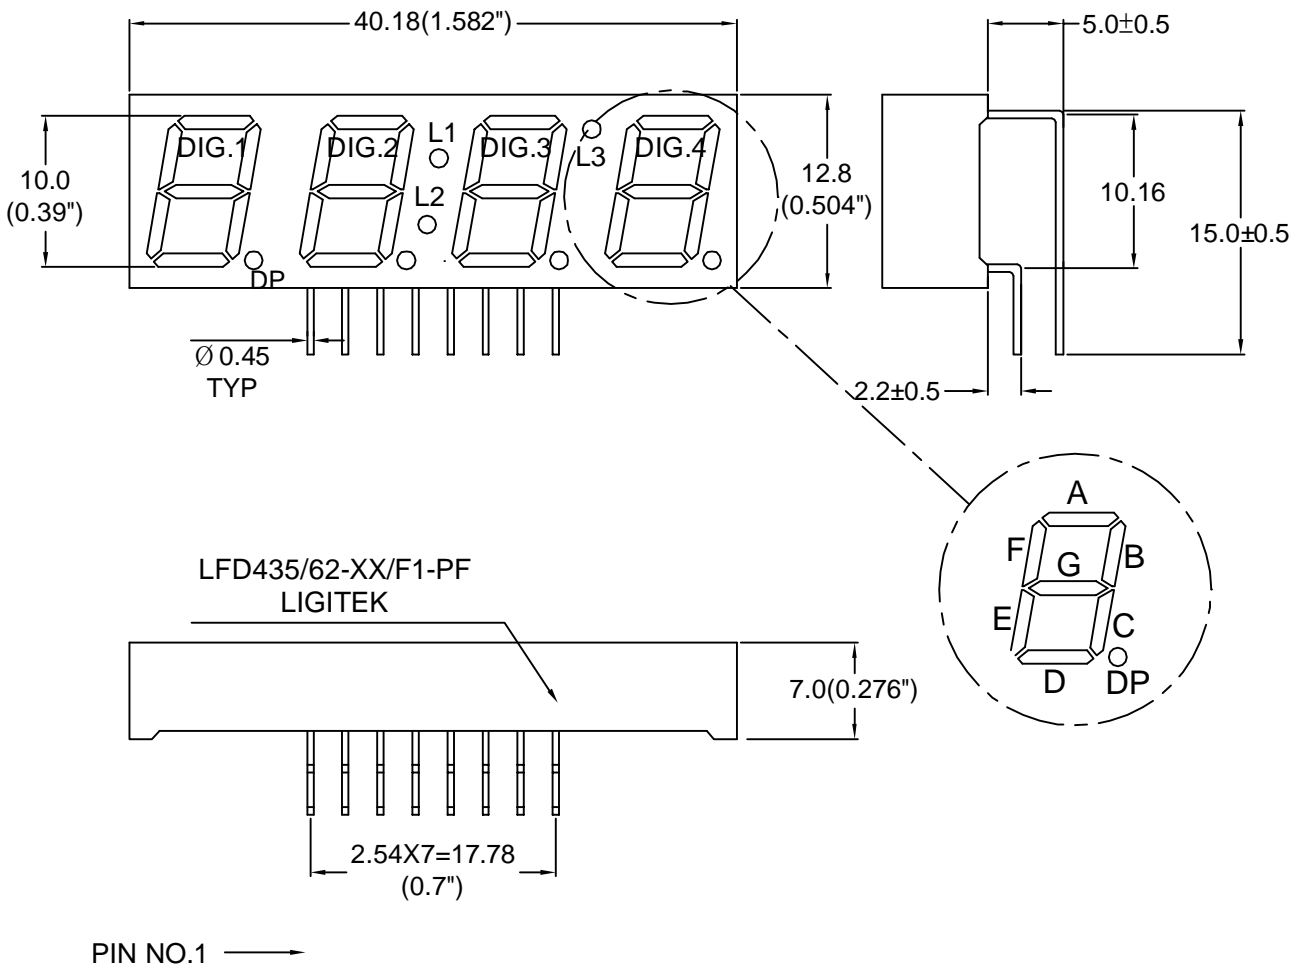 40.18(1.582")
5.0±0.5
DIG.1
DIG.2
L1
DIG.3
L3
DIG.4
10.0
(0.39")
L2
12.8
(0.504")
10.16
15.0±0.5
DP
Ø 0.45
TYP
2.2±0.5
A
F
B
G
E
C
D
DP
LFD435/62-XX/F1-PF
LIGITEK
7.0(0.276")
2.54X7=17.78
(0.7")
PIN NO.1